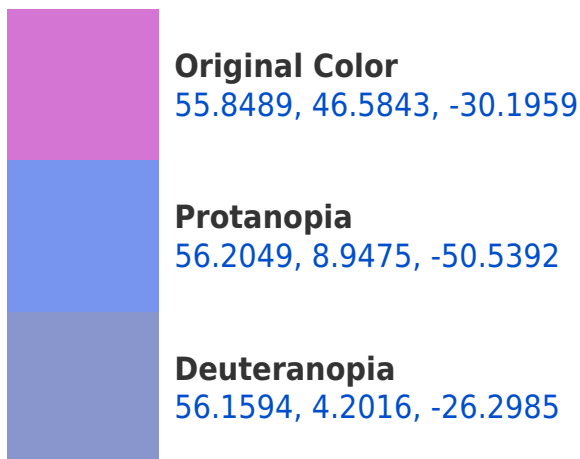 Original Color
55.8489, 46.5843, -30.1959
Protanopia
56.2049, 8.9475, -50.5392
Deuteranopia
56.1594, 4.2016, -26.2985